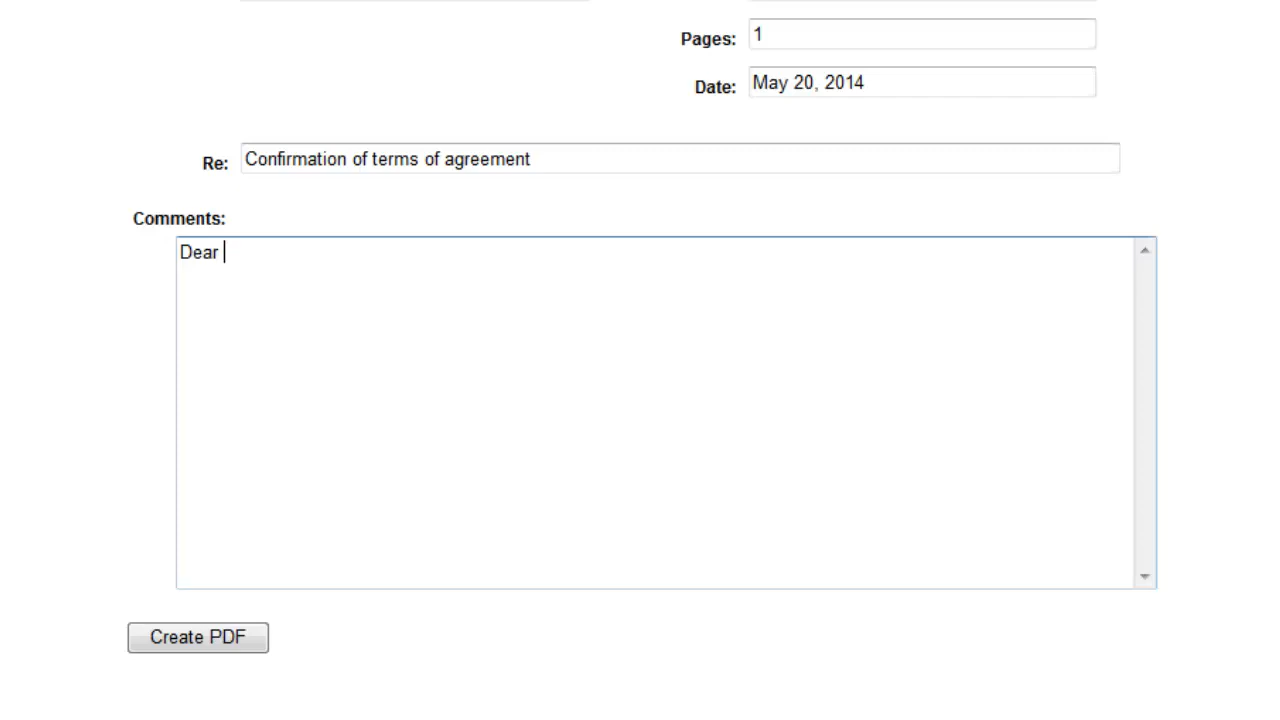 Pages: 1
Date: May 20, 2014
Re: Confirmation of terms of agreement
Comments:
Dear
Create PDF